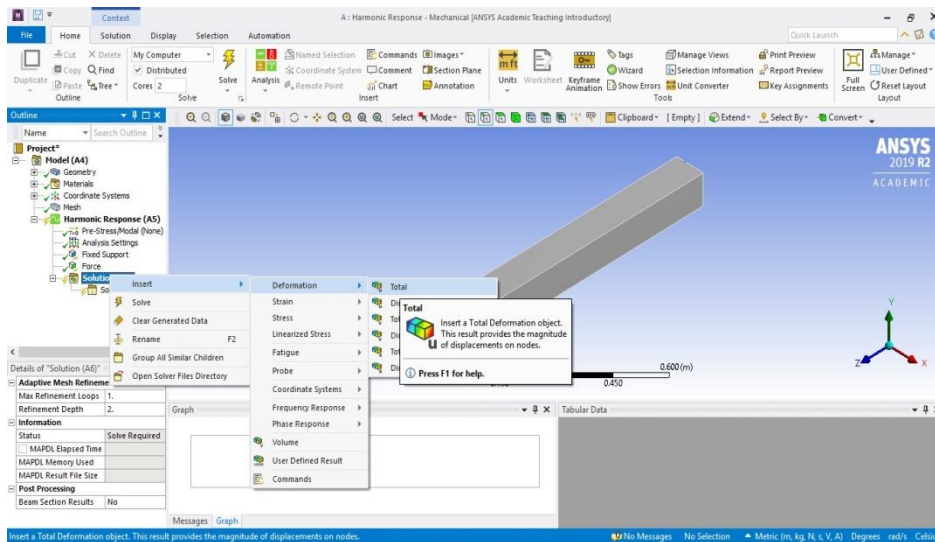 Context
A : Harmonic Response - Mechanical [ANSYS Academic Teaching Introductory]
File Home Solution Display Selection Automation
Quick Launch
Duplicate
Cut
Copy
Paste
Delete
Find
Tree
Outline
My Computer
Distributed
Cores 2
Solve
Solve
Analysis
Named Selection
Coordinate System
Remote Point
Commands
Comment
Chart
Images
Section Plane
Annotation
Insert
Units
Worksheet
Keyframe
Animation
Tags
Wizard
Show Errors
Manage Views
Selection Information
Unit Converter
Print Preview
Report Preview
Key Assignments
Tools
Full
Screen
Manage
User Defined
Reset Layout
Layout
Outline
Select Mode Clipboard [ Empty ] Extend Select By Convert
Name Search Outline
Project*
Model (A4)
Geometry
Materials
Coordinate Systems
Mesh
Harmonic Response (A5)
Pre-Stress/Modal (None)
Analysis Settings
Fixed Support
Force
Solutio
So
ANSYS
2019 R2
ACADEMIC
Insert
Solve
Clear Generated Data
Rename F2
Group All Similar Children
Open Solver Files Directory
Deformation
Strain
Stress
Linearized Stress
Fatigue
Probe
Coordinate Systems
Frequency Response
Phase Response
Volume
User Defined Result
Commands
Total
Di
Tot
Di
Tot
Di
Total
Insert a Total Deformation object.
This result provides the magnitude
of displacements on nodes.
Press F1 for help.
0.600 (m)
0.450
Y
Z
X
Details of "Solution (A6)"
Adaptive Mesh Refineme
Max Refinement Loops 1.
Refinement Depth 2.
Information
Status Solve Required
MAPDL Elapsed Time
MAPDL Memory Used
MAPDL Result File Size
Post Processing
Beam Section Results No
Graph
Tabular Data
Messages Graph
Insert a Total Deformation object. This result provides the magnitude of displacements on nodes.
No Messages No Selection Metric (m, kg, N, s, V, A) Degrees rad/s Celsi